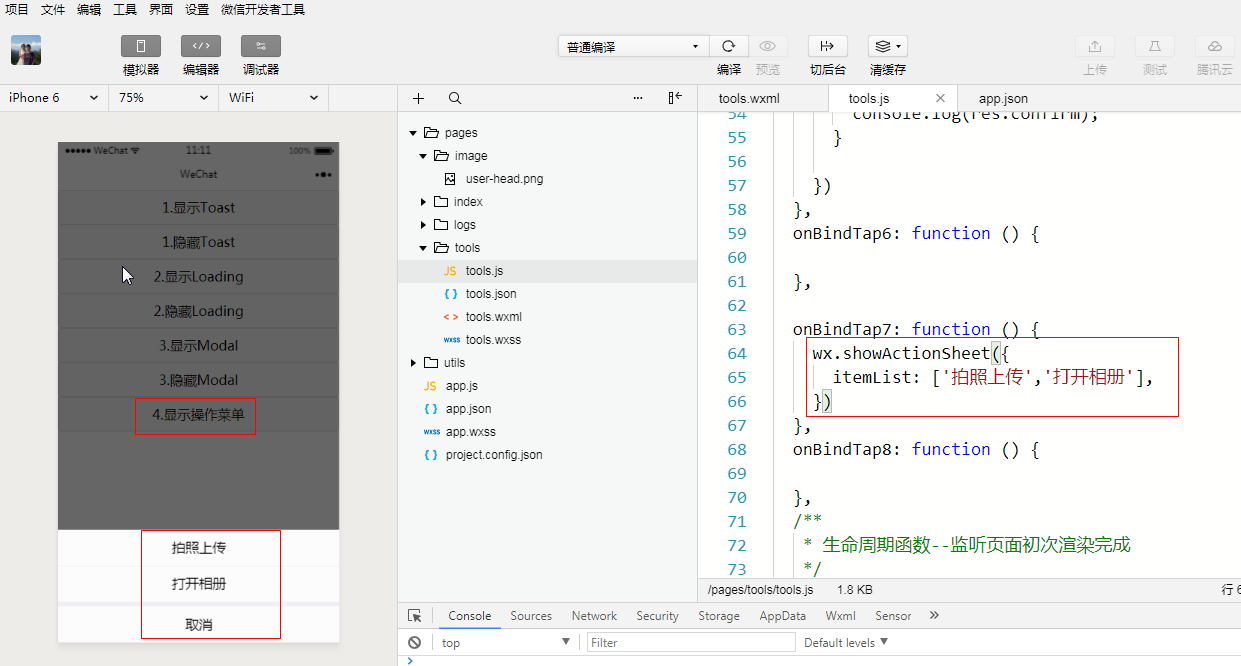 项目 文件 编辑 工具 界面 设置 微信开发者工具
模拟器 编辑器 调试器
普通编译
编译 预览 切后台 清缓存 上传 测试 腾讯云
iPhone 6 75% WiFi
WeChat 11:11 100%
WeChat
1.显示Toast
1.隐藏Toast
2.显示Loading
2.隐藏Loading
3.显示Modal
3.隐藏Modal
4.显示操作菜单
拍照上传
打开相册
取消
pages
image
user-head.png
index
logs
tools
JS tools.js
{ } tools.json
< > tools.wxml
wxss tools.wxss
utils
JS app.js
{ } app.json
wxss app.wxss
{ } project.config.json
tools.wxml tools.js app.json
54 console.log(res.confirm);
55 }
56
57 })
58 },
59 onBindTap6: function () {
60
61 },
62
63 onBindTap7: function () {
64 wx.showActionSheet({
65 itemList: ['拍照上传','打开相册'],
66 })
67 },
68 onBindTap8: function () {
69
70 },
71 /**
72 * 生命周期函数--监听页面初次渲染完成
73 */
/pages/tools/tools.js 1.8 KB 行 6
Console Sources Network Security Storage AppData Wxml Sensor »
top Filter Default levels